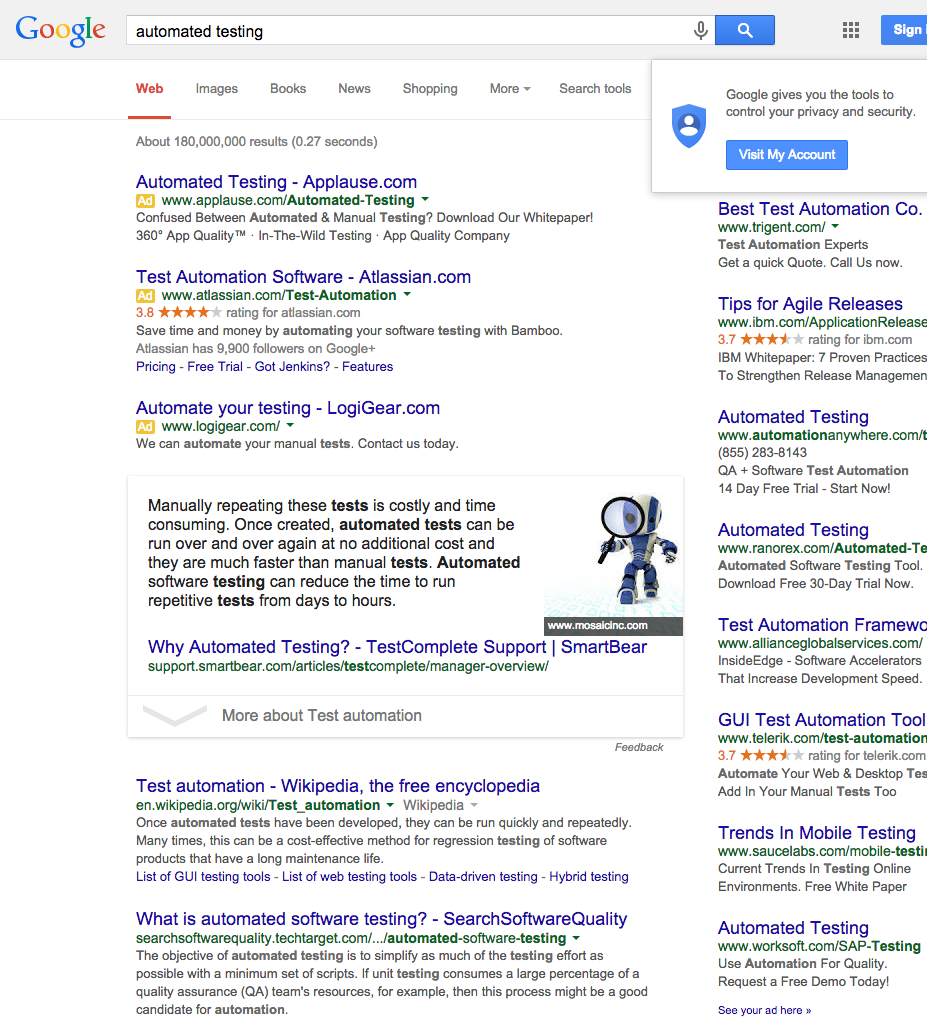 Google
automated testing
Sign
Web Images Books News Shopping More Search tools
Google gives you the tools to
control your privacy and security.
Visit My Account
About 180,000,000 results (0.27 seconds)
Automated Testing - Applause.com
Ad www.applause.com/Automated-Testing
Confused Between Automated & Manual Testing? Download Our Whitepaper!
360° App Quality™ · In-The-Wild Testing · App Quality Company
Test Automation Software - Atlassian.com
Ad www.atlassian.com/Test-Automation
3.8 ★★★★★ rating for atlassian.com
Save time and money by automating your software testing with Bamboo.
Atlassian has 9,900 followers on Google+
Pricing - Free Trial - Got Jenkins? - Features
Automate your testing - LogiGear.com
Ad www.logigear.com/
We can automate your manual tests. Contact us today.
Manually repeating these tests is costly and time
consuming. Once created, automated tests can be
run over and over again at no additional cost and
they are much faster than manual tests. Automated
software testing can reduce the time to run
repetitive tests from days to hours.
www.mosaicinc.com
Why Automated Testing? - TestComplete Support | SmartBear
support.smartbear.com/articles/testcomplete/manager-overview/
More about Test automation
Feedback
Test automation - Wikipedia, the free encyclopedia
en.wikipedia.org/wiki/Test_automation Wikipedia
Once automated tests have been developed, they can be run quickly and repeatedly.
Many times, this can be a cost-effective method for regression testing of software
products that have a long maintenance life.
List of GUI testing tools - List of web testing tools - Data-driven testing - Hybrid testing
What is automated software testing? - SearchSoftwareQuality
searchsoftwarequality.techtarget.com/.../automated-software-testing
The objective of automated testing is to simplify as much of the testing effort as
possible with a minimum set of scripts. If unit testing consumes a large percentage of a
quality assurance (QA) team's resources, for example, then this process might be a good
candidate for automation.
Best Test Automation Co.
www.trigent.com/
Test Automation Experts
Get a quick Quote. Call Us now.
Tips for Agile Releases
www.ibm.com/ApplicationRelease
3.7 ★★★★★ rating for ibm.com
IBM Whitepaper: 7 Proven Practices
To Strengthen Release Managemen
Automated Testing
www.automationanywhere.com/t
(855) 283-8143
QA + Software Test Automation
14 Day Free Trial - Start Now!
Automated Testing
www.ranorex.com/Automated-Te
Automated Software Testing Tool.
Download Free 30-Day Trial Now.
Test Automation Framewo
www.allianceglobalservices.com/
InsideEdge - Software Accelerators
That Increase Development Speed.
GUI Test Automation Tool
www.telerik.com/test-automation
3.7 ★★★★★ rating for telerik.com
Automate Your Web & Desktop Tes
Add In Your Manual Tests Too
Trends In Mobile Testing
www.saucelabs.com/mobile-testi
Current Trends In Testing Online
Environments. Free White Paper
Automated Testing
www.worksoft.com/SAP-Testing
Use Automation For Quality.
Request a Free Demo Today!
See your ad here »